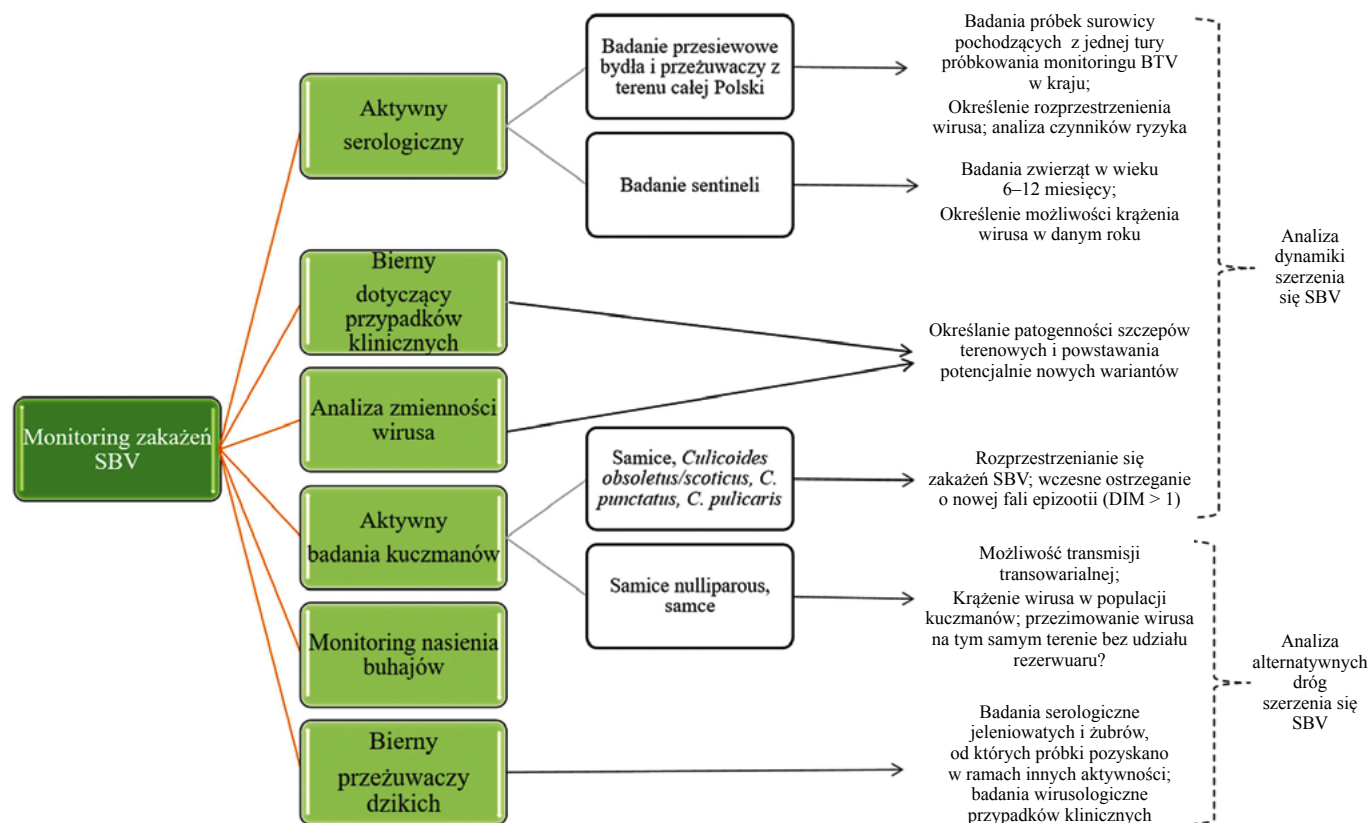 Monitoring zakażeń
SBV
Aktywny
serologiczny
Badanie przesiewowe
bydła i przeżuwaczy z
terenu całej Polski
Badania próbek surowicy
pochodzących z jednej tury
próbkowania monitoringu BTV
w kraju;
Określenie rozprzestrzenienia
wirusa; analiza czynników ryzyka
Badanie sentineli
Badania zwierząt w wieku
6–12 miesięcy;
Określenie możliwości krążenia
wirusa w danym roku
Bierny
dotyczący
przypadków
klinicznych
Analiza zmienności
wirusa
Określanie patogenności szczepów
terenowych i powstawania
potencjalnie nowych wariantów
Aktywny
badania kuczmanów
Samice, Culicoides
obsoletus/scoticus, C.
punctatus, C. pulicaris
Rozprzestrzenianie się
zakażeń SBV; wczesne ostrzeganie
o nowej fali epizootii (DIM > 1)
Samice nulliparous,
samce
Możliwość transmisji
transowarialnej;
Krążenie wirusa w populacji
kuczmanów; przezimowanie wirusa
na tym samym terenie bez udziału
rezerwuaru?
Monitoring nasienia
buhajów
Bierny
przeżuwaczy
dzikich
Badania serologiczne
jeleniowatych i żubrów,
od których próbki pozyskano
w ramach innych aktywności;
badania wirusologiczne
przypadków klinicznych
Analiza
dynamiki
szerzenia
się SBV
Analiza
alternatywnych
dróg
szerzenia się
SBV